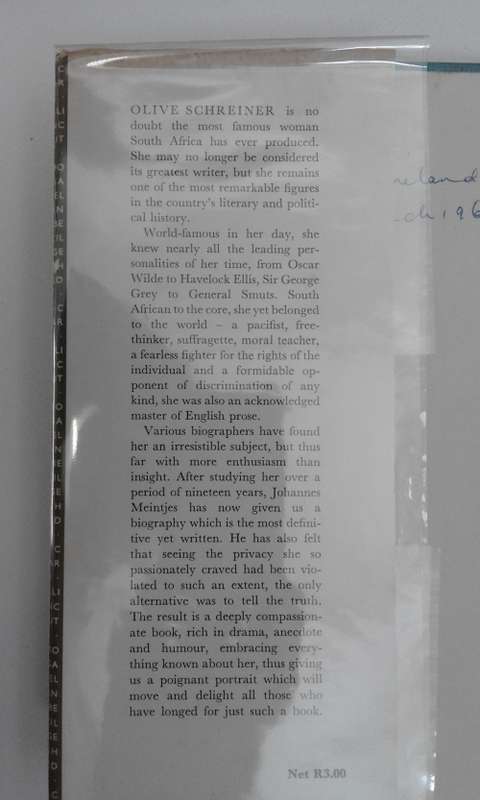 OLIVE SCHREINER is no
doubt the most famous woman
South Africa has ever produced.
She may no longer be considered
its greatest writer, but she remains
one of the most remarkable figures
in the country's literary and politi-
cal history.
World-famous in her day, she
knew nearly all the leading per-
sonalities of her time, from Oscar
Wilde to Havelock Ellis, Sir George
Grey to General Smuts. South
African to the core, she yet belonged
to the world – a pacifist, free-
thinker, suffragette, moral teacher,
a fearless fighter for the rights of the
individual and a formidable op-
ponent of discrimination of any
kind, she was also an acknowledged
master of English prose.
Various biographers have found
her an irresistible subject, but thus
far with more enthusiasm than
insight. After studying her over a
period of nineteen years, Johannes
Meintjes has now given us a
biography which is the most defini-
tive yet written. He has also felt
that seeing the privacy she so
passionately craved had been vio-
lated to such an extent, the only
alternative was to tell the truth.
The result is a deeply compassion-
ate book, rich in drama, anecdote
and humour, embracing every-
thing known about her, thus giving
us a poignant portrait which will
move and delight all those who
have longed for just such a book.
Net R3.00